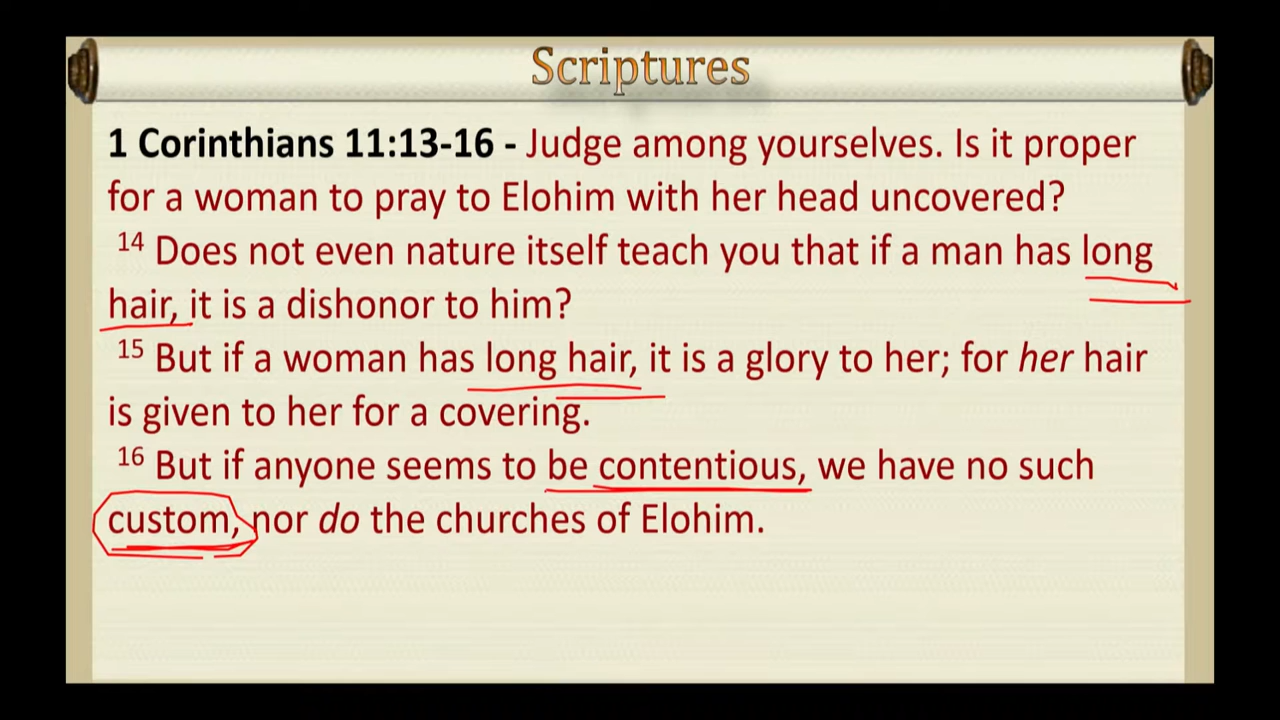 Scriptures
1 Corinthians 11:13-16 - Judge among yourselves. Is it proper
for a woman to pray to Elohim with her head uncovered?
14 Does not even nature itself teach you that if a man has long
hair, it is a dishonor to him?
15 But if a woman has long hair, it is a glory to her; for her hair
is given to her for a covering.
16 But if anyone seems to be contentious, we have no such
custom, nor do the churches of Elohim.